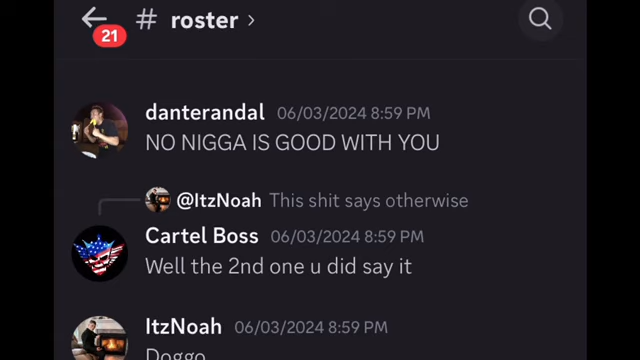 # roster >
21
danterandal 06/03/2024 8:59 PM
NO NIGGA IS GOOD WITH YOU
@ItzNoah This shit says otherwise
Cartel Boss 06/03/2024 8:59 PM
Well the 2nd one u did say it
ItzNoah 06/03/2024 8:59 PM
Doggo